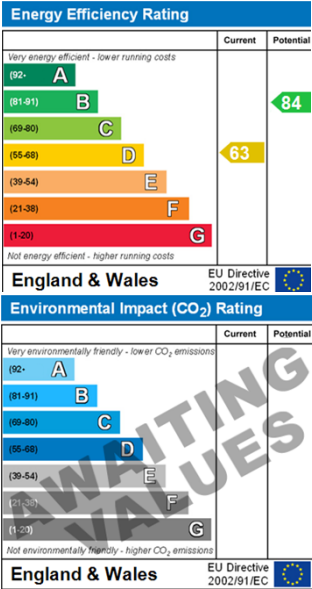 Energy Efficiency Rating
Current Potential
Very energy efficient - lower running costs
(92- A
(81-91) B
84
(69-80) C
(55-68) D
63
(39-54) E
(21-38) F
(1-20) G
Not energy efficient - higher running costs
England & Wales
EU Directive
2002/91/EC
Environmental Impact (CO2) Rating
Current Potential
Very environmentally friendly - lower CO2 emissions
(92- A
(81-91) B
(69-80) C
(55-68) D
(39-54) E
(21-38) F
(1-20) G
AWAITING
VALUES
Not environmentally friendly - higher CO2 emissions
England & Wales
EU Directive
2002/91/EC